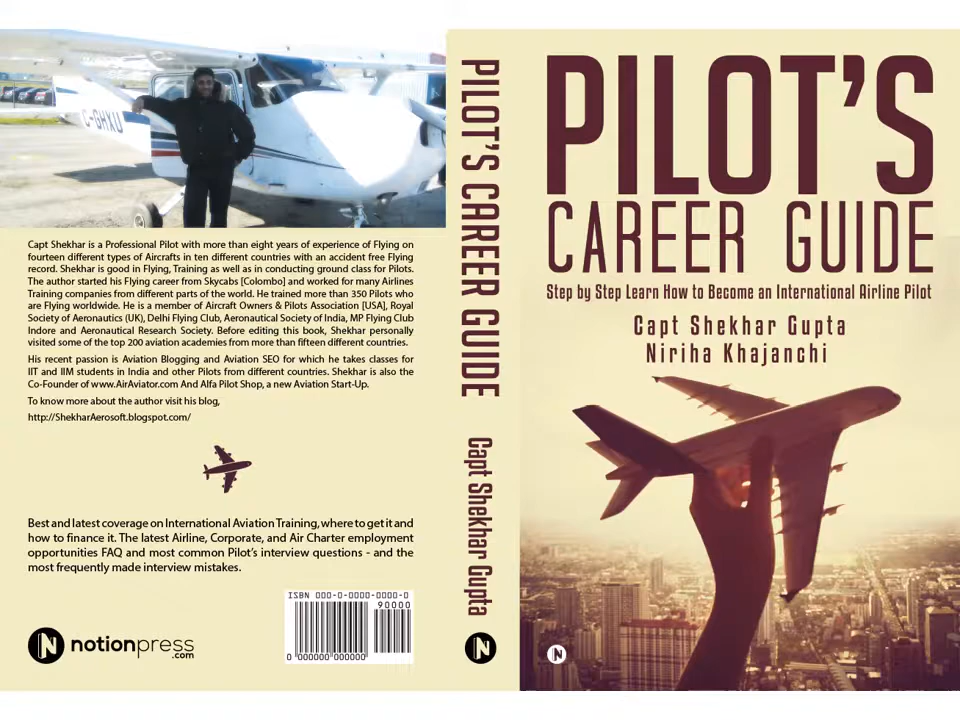 C-GHXU
Capt Shekhar is a Professional Pilot with more than eight years of experience of Flying on
fourteen different types of Aircrafts in ten different countries with an accident free Flying
record. Shekhar is good in Flying, Training as well as in conducting ground class for Pilots.
The author started his Flying career from Skycabs [Colombo] and worked for many Airlines
Training companies from different parts of the world. He trained more than 350 Pilots who
are Flying worldwide. He is a member of Aircraft Owners & Pilots Association [USA], Royal
Society of Aeronautics (UK), Delhi Flying Club, Aeronautical Society of India, MP Flying Club
Indore and Aeronautical Research Society. Before editing this book, Shekhar personally
visited some of the top 200 aviation academies from more than fifteen different countries.
His recent passion is Aviation Blogging and Aviation SEO for which he takes classes for
IIT and IIM students in India and other Pilots from different countries. Shekhar is also the
Co-Founder of www.AirAviator.com And Alfa Pilot Shop, a new Aviation Start-Up.
To know more about the author visit his blog,
http://ShekharAerosoft.blogspot.com/
Best and latest coverage on International Aviation Training, where to get it and
how to finance it. The latest Airline, Corporate, and Air Charter employment
opportunities FAQ and most common Pilot's interview questions - and the
most frequently made interview mistakes.
N notionpress
.com
ISBN 000-0-0000-0000-0
90000
0 000000 000000
PILOT'S CAREER GUIDE
Capt Shekhar Gupta
N
PILOT'S
CAREER GUIDE
Step by Step Learn How to Become an International Airline Pilot
Capt Shekhar Gupta
Niriha Khajanchi
N